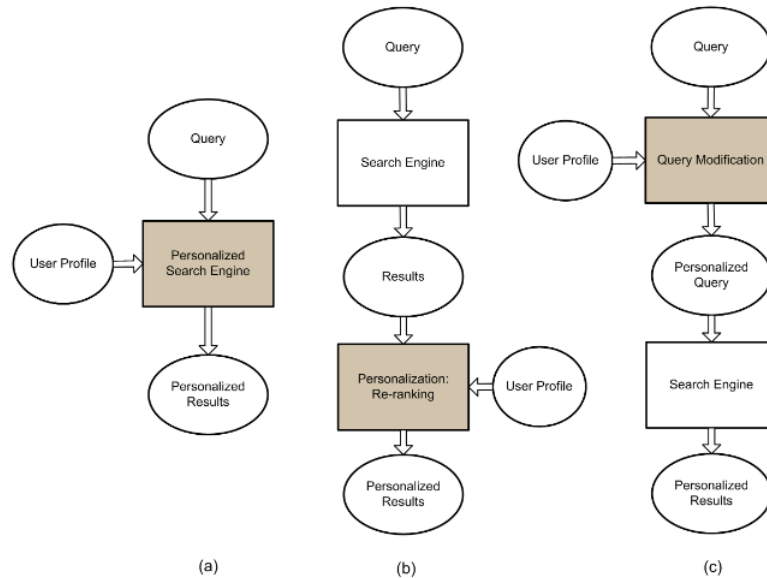 Query
Personalized
Search Engine
User Profile
Personalized
Results
(a)
Query
Search Engine
Results
Personalization:
Re-ranking
User Profile
Personalized
Results
(b)
Query
User Profile
Query Modification
Personalized
Query
Search Engine
Personalized
Results
(c)